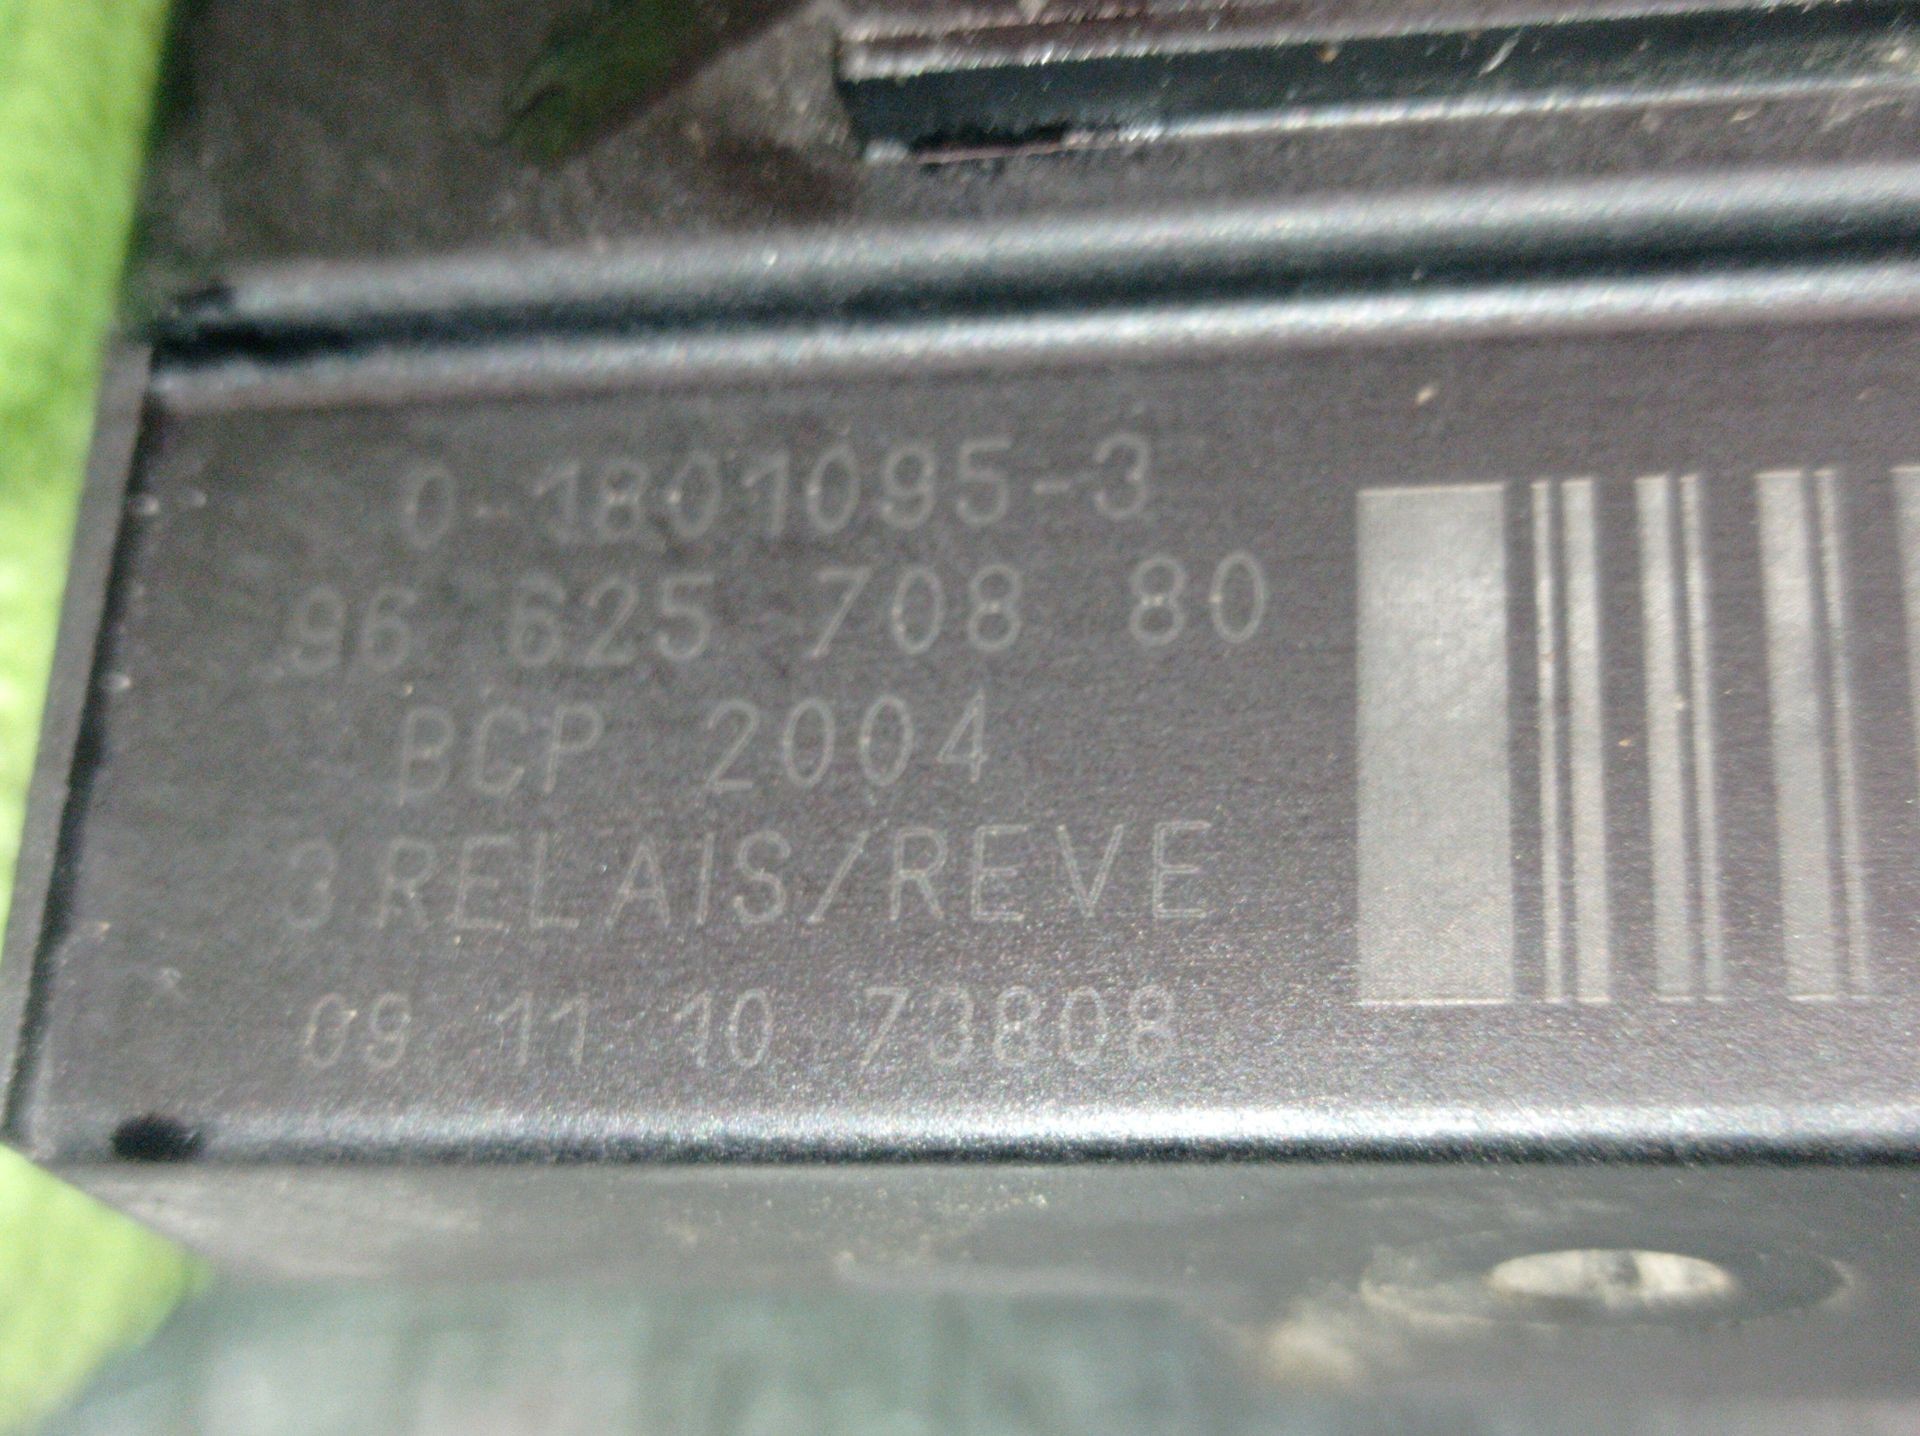 0-1801095-3
96 625 708 80
BCP 2004
3 RELAIS/REVE
09 11 10 73808